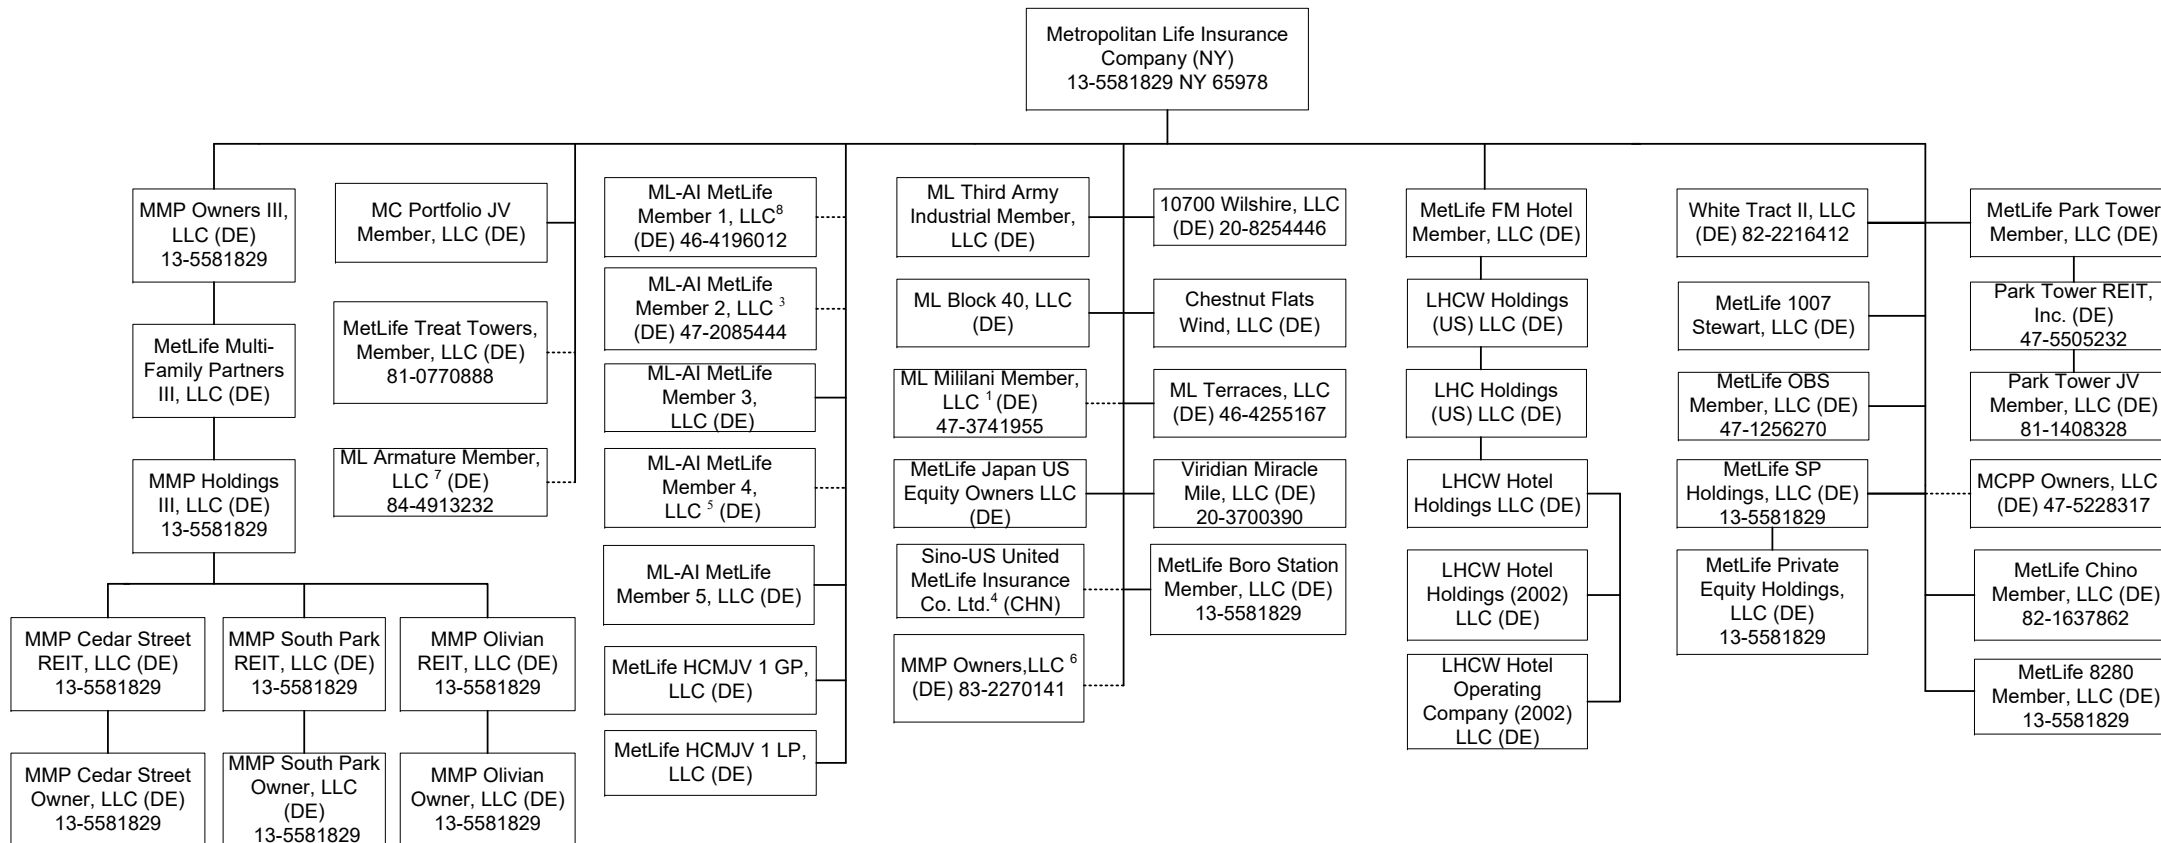 Metropolitan Life Insurance
Company (NY)
13-5581829 NY 65978
MMP Owners III,
LLC (DE)
13-5581829
MetLife Multi-
Family Partners
III, LLC (DE)
MMP Holdings
III, LLC (DE)
13-5581829
MMP Cedar Street
REIT, LLC (DE)
13-5581829
MMP South Park
REIT, LLC (DE)
13-5581829
MMP Olivian
REIT, LLC (DE)
13-5581829
MMP Cedar Street
Owner, LLC (DE)
13-5581829
MMP South Park
Owner, LLC
(DE)
13-5581829
MMP Olivian
Owner, LLC (DE)
13-5581829
MC Portfolio JV
Member, LLC (DE)
MetLife Treat Towers,
Member, LLC (DE)
81-0770888
ML Armature Member,
LLC 7 (DE)
84-4913232
ML-AI MetLife
Member 1, LLC8
(DE) 46-4196012
ML-AI MetLife
Member 2, LLC 3
(DE) 47-2085444
ML-AI MetLife
Member 3,
LLC (DE)
ML-AI MetLife
Member 4,
LLC 5 (DE)
ML-AI MetLife
Member 5, LLC (DE)
MetLife HCMJV 1 GP,
LLC (DE)
MetLife HCMJV 1 LP,
LLC (DE)
ML Third Army
Industrial Member,
LLC (DE)
ML Block 40, LLC
(DE)
ML Mililani Member,
LLC 1 (DE)
47-3741955
MetLife Japan US
Equity Owners LLC
(DE)
Sino-US United
MetLife Insurance
Co. Ltd.4 (CHN)
MMP Owners,LLC 6
(DE) 83-2270141
10700 Wilshire, LLC
(DE) 20-8254446
Chestnut Flats
Wind, LLC (DE)
ML Terraces, LLC
(DE) 46-4255167
Viridian Miracle
Mile, LLC (DE)
20-3700390
MetLife Boro Station
Member, LLC (DE)
13-5581829
MetLife FM Hotel
Member, LLC (DE)
LHCW Holdings
(US) LLC (DE)
LHC Holdings
(US) LLC (DE)
LHCW Hotel
Holdings LLC (DE)
LHCW Hotel
Holdings (2002)
LLC (DE)
LHCW Hotel
Operating
Company (2002)
LLC (DE)
White Tract II, LLC
(DE) 82-2216412
MetLife 1007
Stewart, LLC (DE)
MetLife OBS
Member, LLC (DE)
47-1256270
MetLife SP
Holdings, LLC (DE)
13-5581829
MetLife Private
Equity Holdings,
LLC (DE)
13-5581829
MetLife Park Tower
Member, LLC (DE)
Park Tower REIT,
Inc. (DE)
47-5505232
Park Tower JV
Member, LLC (DE)
81-1408328
MCPP Owners, LLC
(DE) 47-5228317
MetLife Chino
Member, LLC (DE)
82-1637862
MetLife 8280
Member, LLC (DE)
13-5581829